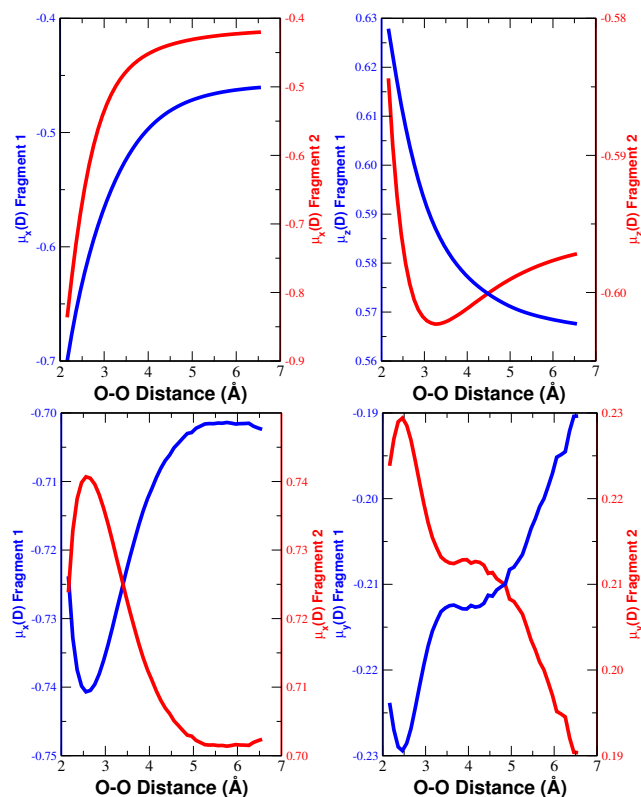 -0.4
-0.5
-0.6
-0.7
μx(D) Fragment 1
-0.4
-0.5
-0.6
-0.7
-0.8
-0.9
μx(D) Fragment 2
2 3 4 5 6 7
O-O Distance (Å)
0.63
0.62
0.61
0.60
0.59
0.58
0.57
0.56
μz(D) Fragment 1
-0.58
-0.59
-0.60
μz(D) Fragment 2
2 3 4 5 6 7
O-O Distance (Å)
-0.70
-0.71
-0.72
-0.73
-0.74
-0.75
μx(D) Fragment 1
0.74
0.73
0.72
0.71
0.70
μx(D) Fragment 2
2 3 4 5 6 7
O-O Distance (Å)
-0.19
-0.20
-0.21
-0.22
-0.23
μy(D) Fragment 1
0.23
0.22
0.21
0.20
0.19
μy(D) Fragment 2
2 3 4 5 6 7
O-O Distance (Å)